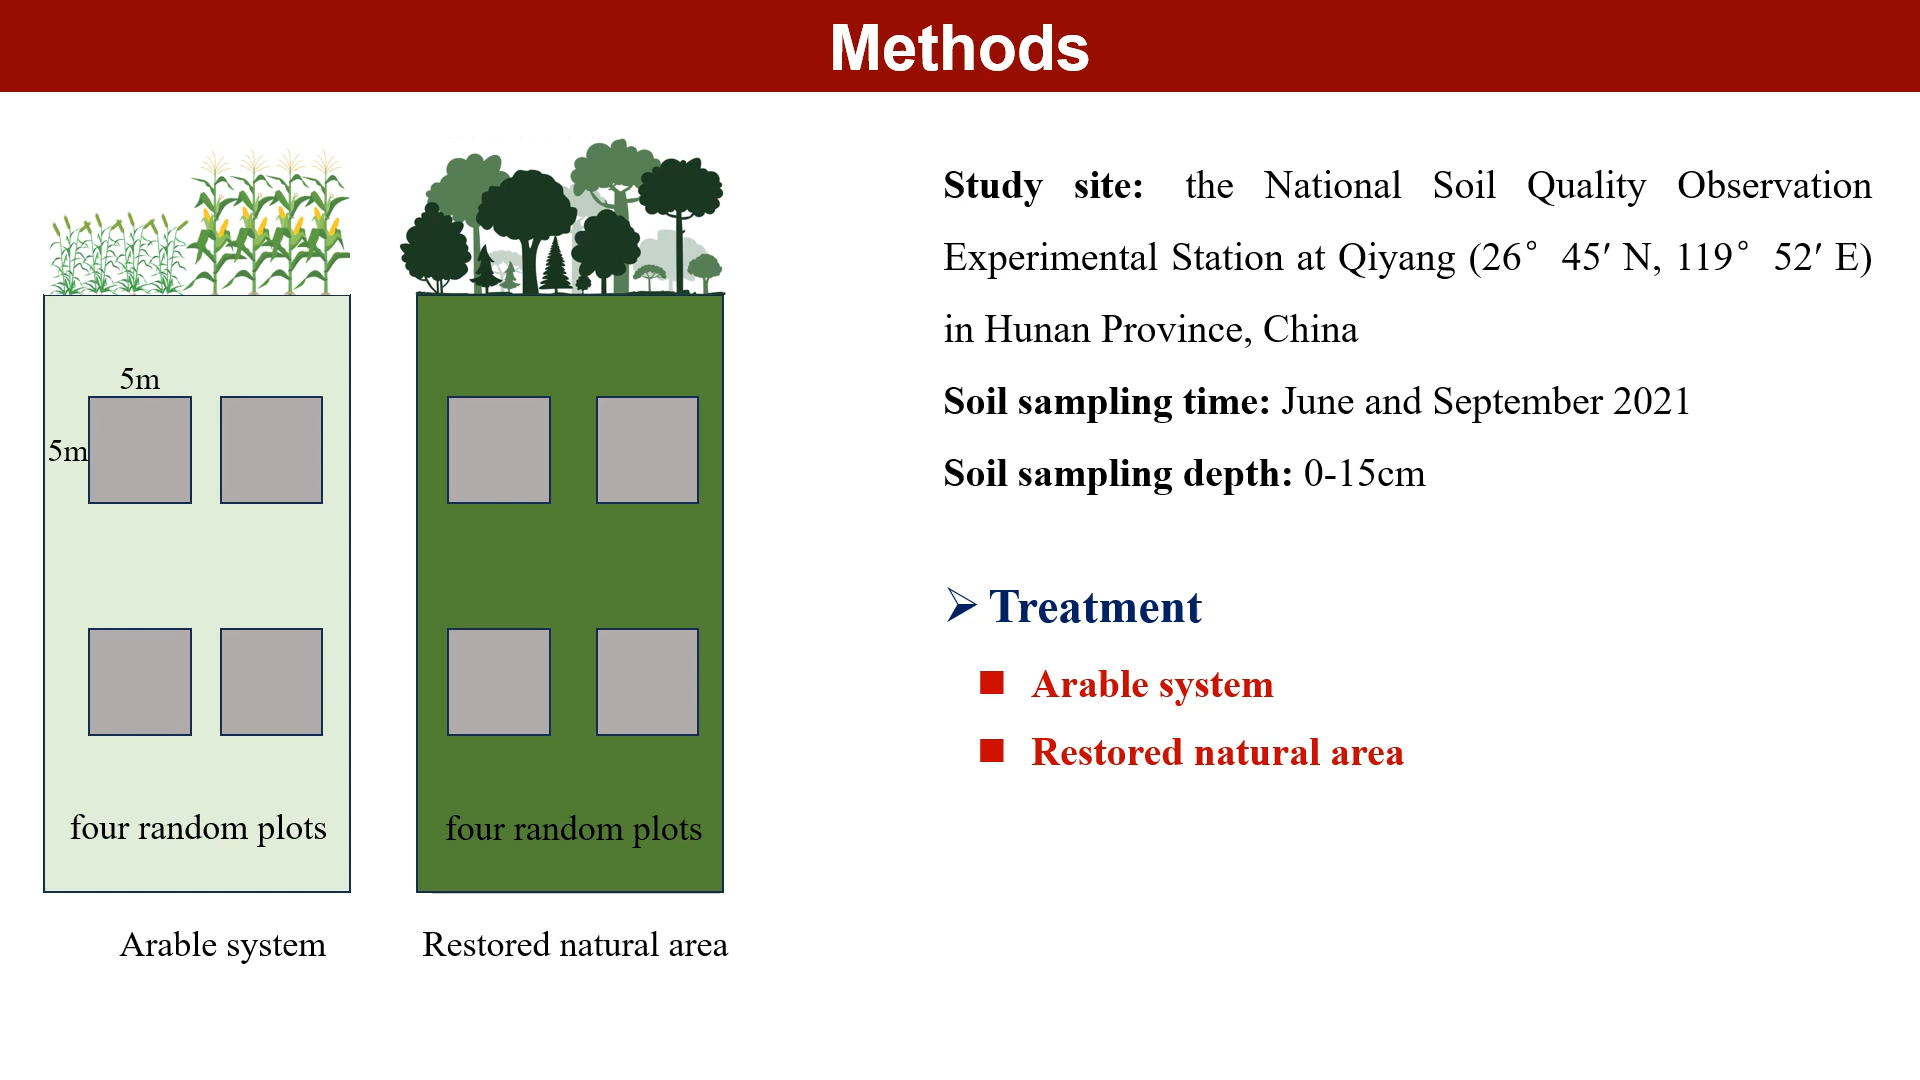 Methods
5m
5m
four random plots
four random plots
Arable system
Restored natural area
Study site: the National Soil Quality Observation
Experimental Station at Qiyang (26° 45′ N, 119° 52′ E)
in Hunan Province, China
Soil sampling time: June and September 2021
Soil sampling depth: 0-15cm
Treatment
Arable system
Restored natural area